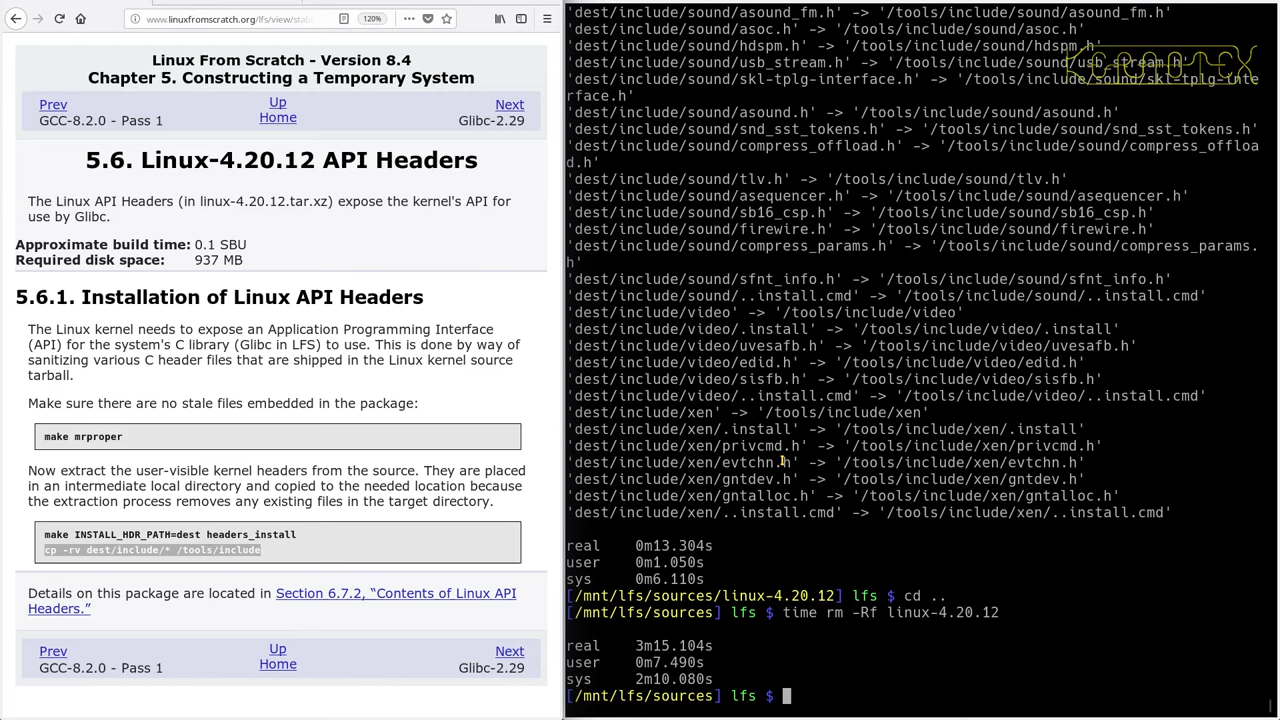 www.linuxfromscratch.org/lfs/view/stab
120%
Linux From Scratch - Version 8.4
Chapter 5. Constructing a Temporary System
Prev
Up
Next
GCC-8.2.0 - Pass 1
Home
Glibc-2.29
5.6. Linux-4.20.12 API Headers
The Linux API Headers (in linux-4.20.12.tar.xz) expose the kernel's API for
use by Glibc.
Approximate build time: 0.1 SBU
Required disk space: 937 MB
5.6.1. Installation of Linux API Headers
The Linux kernel needs to expose an Application Programming Interface
(API) for the system's C library (Glibc in LFS) to use. This is done by way of
sanitizing various C header files that are shipped in the Linux kernel source
tarball.
Make sure there are no stale files embedded in the package:
make mrproper
Now extract the user-visible kernel headers from the source. They are placed
in an intermediate local directory and copied to the needed location because
the extraction process removes any existing files in the target directory.
make INSTALL_HDR_PATH=dest headers_install
cp -rv dest/include/* /tools/include
Details on this package are located in Section 6.7.2, “Contents of Linux API
Headers.”
Prev
Up
Next
GCC-8.2.0 - Pass 1
Home
Glibc-2.29
'dest/include/sound/asound_fm.h' -> '/tools/include/sound/asound_fm.h'
'dest/include/sound/asoc.h' -> '/tools/include/sound/asoc.h'
'dest/include/sound/hdspm.h' -> '/tools/include/sound/hdspm.h'
'dest/include/sound/usb_stream.h' -> '/tools/include/sound/usb_stream.h'
'dest/include/sound/skl-tplg-interface.h' -> '/tools/include/sound/skl-tplg-inte
rface.h'
'dest/include/sound/asound.h' -> '/tools/include/sound/asound.h'
'dest/include/sound/snd_sst_tokens.h' -> '/tools/include/sound/snd_sst_tokens.h'
'dest/include/sound/compress_offload.h' -> '/tools/include/sound/compress_offloa
d.h'
'dest/include/sound/tlv.h' -> '/tools/include/sound/tlv.h'
'dest/include/sound/asequencer.h' -> '/tools/include/sound/asequencer.h'
'dest/include/sound/sb16_csp.h' -> '/tools/include/sound/sb16_csp.h'
'dest/include/sound/firewire.h' -> '/tools/include/sound/firewire.h'
'dest/include/sound/compress_params.h' -> '/tools/include/sound/compress_params.
h'
'dest/include/sound/sfnt_info.h' -> '/tools/include/sound/sfnt_info.h'
'dest/include/sound/..install.cmd' -> '/tools/include/sound/..install.cmd'
'dest/include/video' -> '/tools/include/video'
'dest/include/video/.install' -> '/tools/include/video/.install'
'dest/include/video/uvesafb.h' -> '/tools/include/video/uvesafb.h'
'dest/include/video/edid.h' -> '/tools/include/video/edid.h'
'dest/include/video/sisfb.h' -> '/tools/include/video/sisfb.h'
'dest/include/video/..install.cmd' -> '/tools/include/video/..install.cmd'
'dest/include/xen' -> '/tools/include/xen'
'dest/include/xen/.install' -> '/tools/include/xen/.install'
'dest/include/xen/privcmd.h' -> '/tools/include/xen/privcmd.h'
'dest/include/xen/evtchn.h' -> '/tools/include/xen/evtchn.h'
'dest/include/xen/gntdev.h' -> '/tools/include/xen/gntdev.h'
'dest/include/xen/gntalloc.h' -> '/tools/include/xen/gntalloc.h'
'dest/include/xen/..install.cmd' -> '/tools/include/xen/..install.cmd'
real 0m13.304s
user 0m1.050s
sys 0m6.110s
[/mnt/lfs/sources/linux-4.20.12] lfs $ cd ..
[/mnt/lfs/sources] lfs $ time rm -Rf linux-4.20.12
real 3m15.104s
user 0m7.490s
sys 2m10.080s
[/mnt/lfs/sources] lfs $